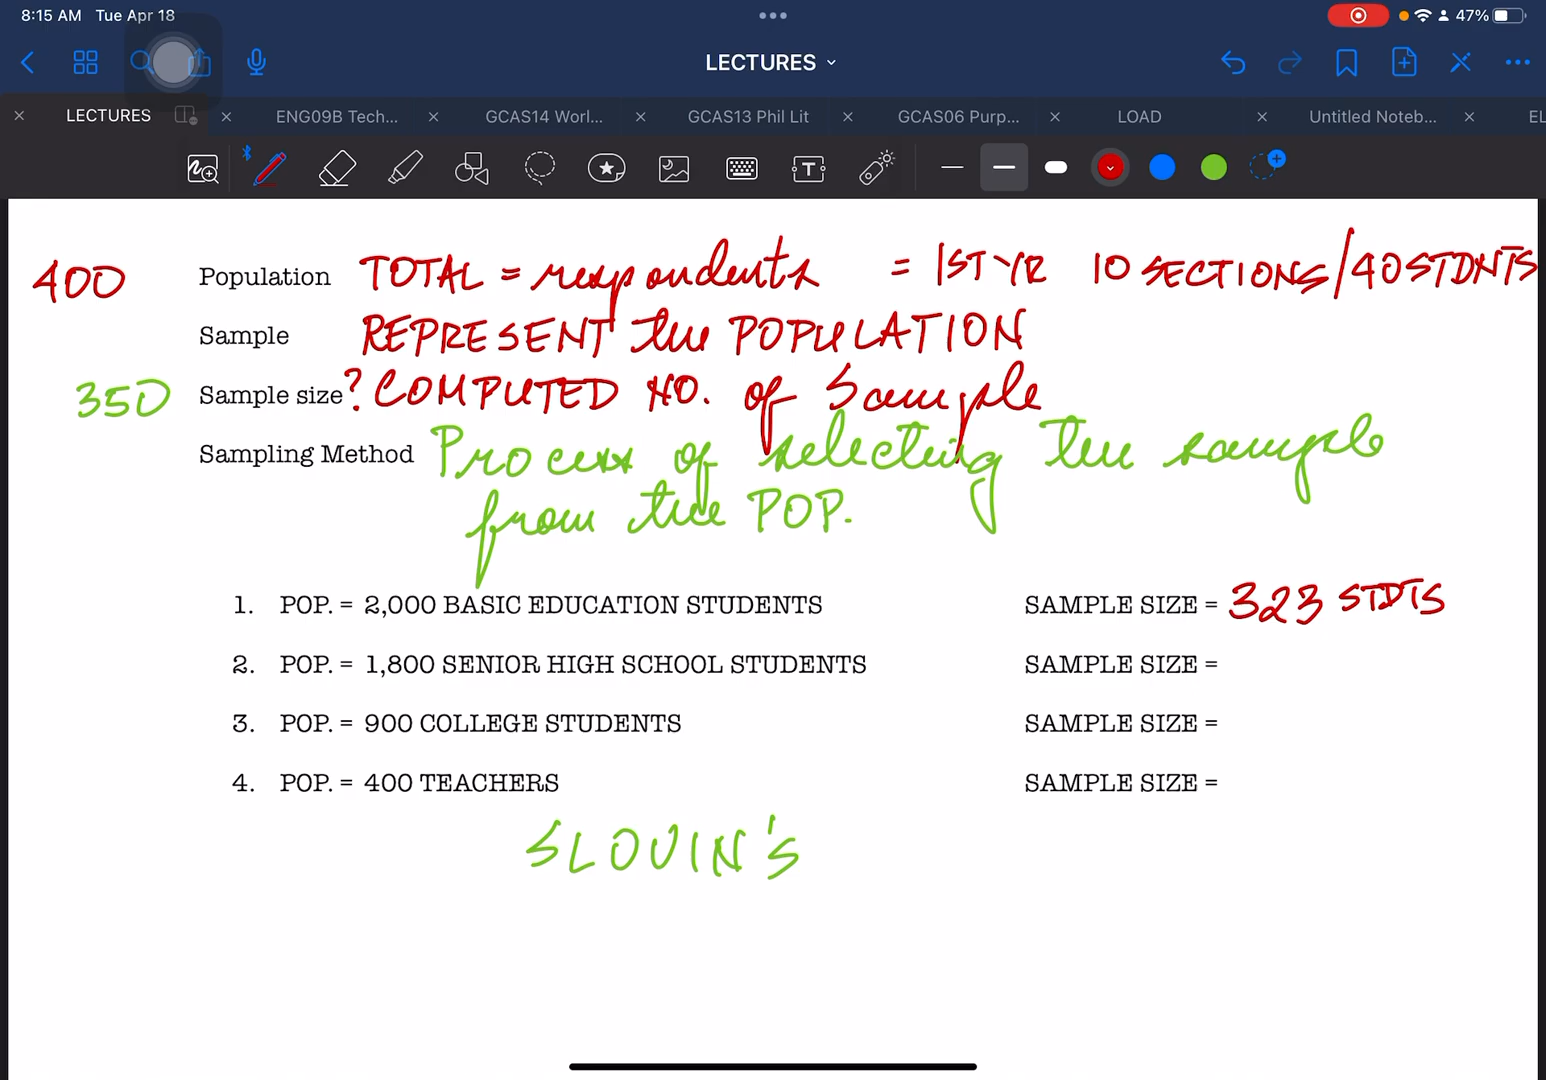 8:15 AM Tue Apr 18
47%
LECTURES
LECTURES
ENG09B Tech...
GCAS14 Worl...
GCAS13 Phil Lit
GCAS06 Purp...
LOAD
Untitled Noteb...
EL
400 Population TOTAL = respondents = 1ST YR 10 SECTIONS/40 STDNTS
Sample REPRESENT the POPULATION
350 Sample size? COMPUTED NO. of Sample
Sampling Method Process of selecting the sample
from the POP.
1. POP. = 2,000 BASIC EDUCATION STUDENTS SAMPLE SIZE = 323 STDTS
2. POP. = 1,800 SENIOR HIGH SCHOOL STUDENTS SAMPLE SIZE =
3. POP. = 900 COLLEGE STUDENTS SAMPLE SIZE =
4. POP. = 400 TEACHERS SAMPLE SIZE =
SLOVIN'S